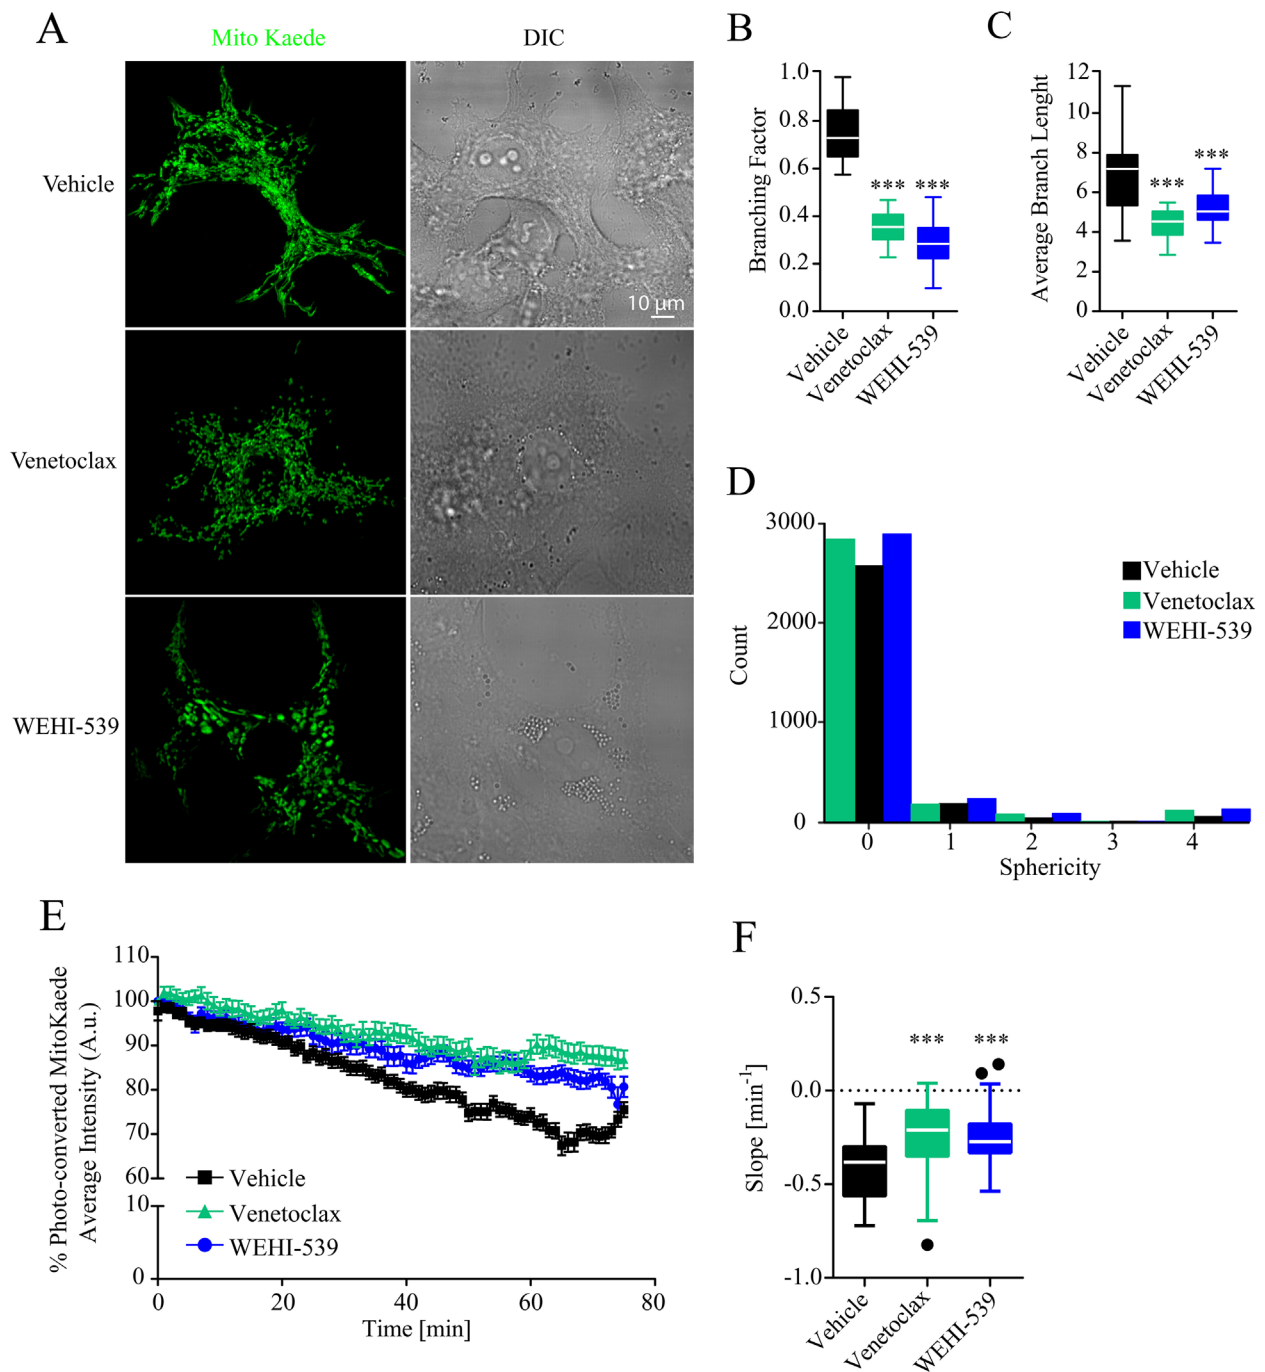 A
Mito Kaede
DIC
Vehicle
10 µm
Venetoclax
WEHI-539
B
Branching Factor
1.0
0.8
0.6
0.4
0.2
0.0
*** ***
Vehicle
Venetoclax
WEHI-539
C
Average Branch Lenght
12
10
8
6
4
2
0
***
***
Vehicle
Venetoclax
WEHI-539
D
Count
3000
2000
1000
0
Vehicle
Venetoclax
WEHI-539
0 1 2 3 4
Sphericity
E
% Photo-converted MitoKaede
Average Intensity (A.u.)
110
100
90
80
70
60
10
0
Vehicle
Venetoclax
WEHI-539
0 20 40 60 80
Time [min]
F
Slope [min-1]
0.5
0.0
-0.5
-1.0
*** ***
Vehicle
Venetoclax
WEHI-539